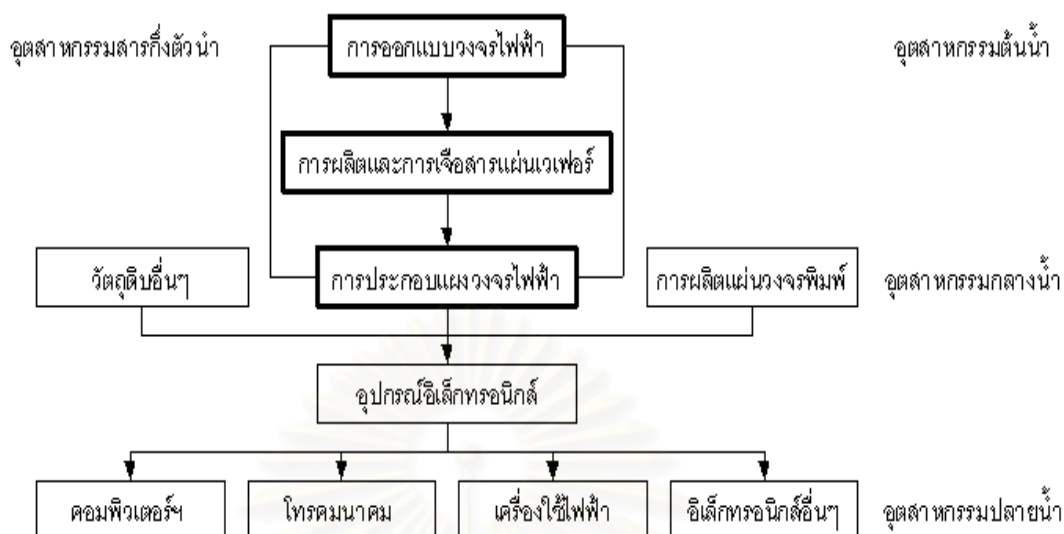 อุตสาหกรรมสารกึ่งตัวนำ การออกแบบวงจรไฟฟ้า อุตสาหกรรมต้นน้ำ
การผลิตและการเจือสารแผ่นเวเฟอร์
วัตถุดิบอื่นๆ การประกอบแผงวงจรไฟฟ้า การผลิตแผ่นวงจรพิมพ์ อุตสาหกรรมกลางน้ำ
อุปกรณ์อิเล็กทรอนิกส์
คอมพิวเตอร์ฯ โทรคมนาคม เครื่องใช้ไฟฟ้า อิเล็กทรอนิกส์อื่นๆ อุตสาหกรรมปลายน้ำ